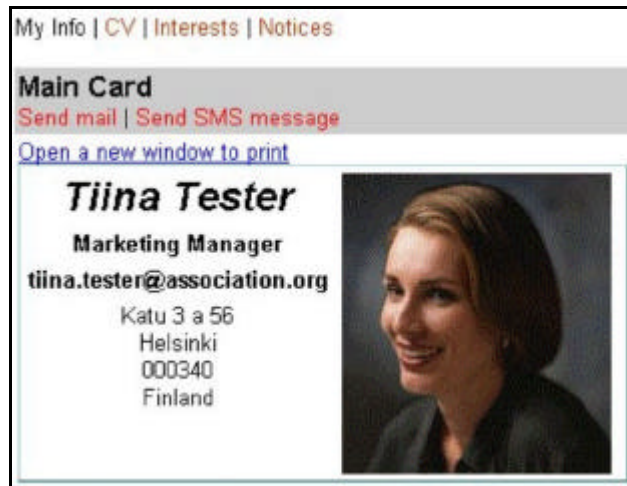 My Info | CV | Interests | Notices
Main Card
Send mail | Send SMS message
Open a new window to print
Tiina Tester
Marketing Manager
tiina.tester@association.org
Katu 3 a 56
Helsinki
000340
Finland